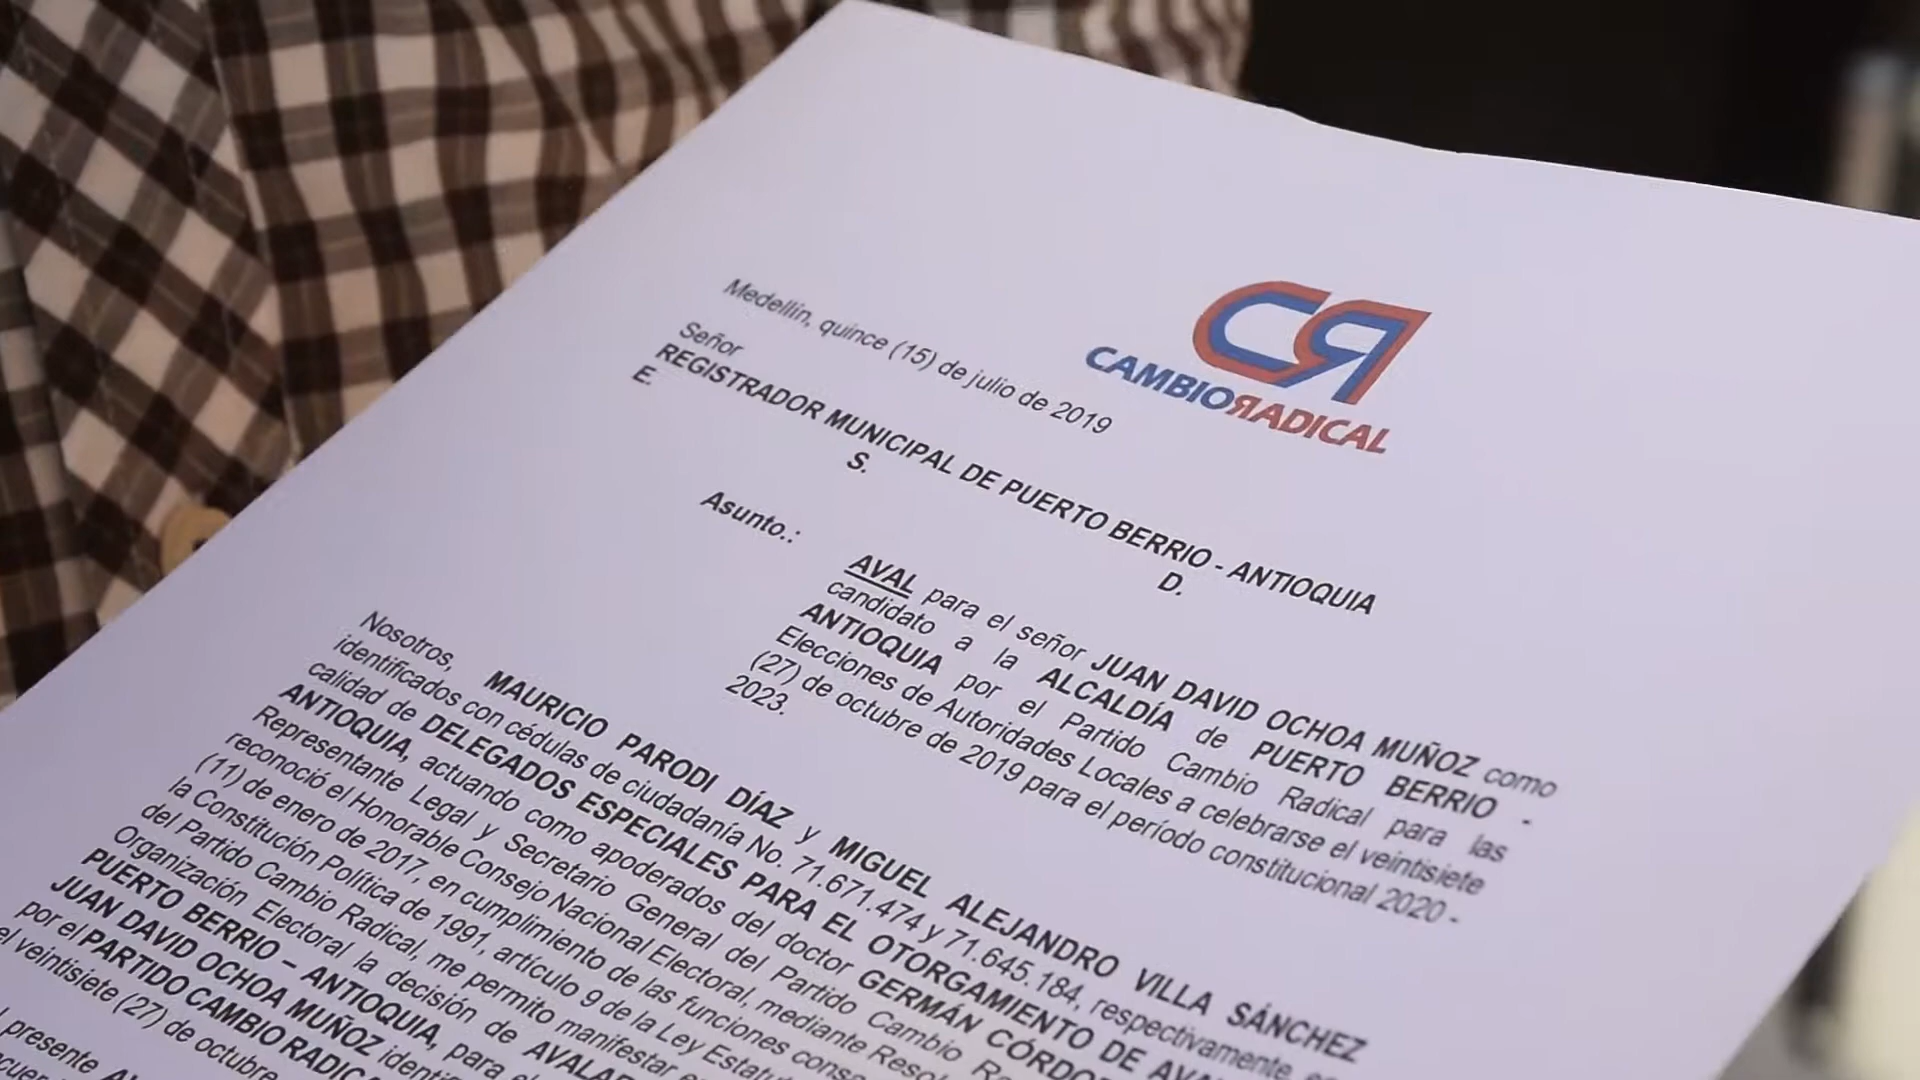 CR
CAMBIO RADICAL
Medellín, quince (15) de julio de 2019
Señor
REGISTRADOR MUNICIPAL DE PUERTO BERRIO - ANTIOQUIA
E. S. D.
Asunto.:
AVAL para el señor JUAN DAVID OCHOA MUÑOZ como
candidato a la ALCALDÍA de PUERTO BERRIO -
ANTIOQUIA por el Partido Cambio Radical para las
Elecciones de Autoridades Locales a celebrarse el veintisiete
(27) de octubre de 2019 para el período constitucional 2020 -
2023.
Nosotros, MAURICIO PARODI DÍAZ y MIGUEL ALEJANDRO VILLA SÁNCHEZ
identificados con cédulas de ciudadanía No. 71.671.474 y 71.645.184, respectivamente,
calidad de DELEGADOS ESPECIALES PARA EL OTORGAMIENTO DE
ANTIOQUIA, actuando como apoderados del doctor GERMÁN
Representante Legal y Secretario General del Partido Cambio
reconoció el Honorable Consejo Nacional Electoral, mediante
(11) de enero de 2017, en cumplimiento de las funciones
la Constitución Política de 1991, artículo 9 de la Ley
del Partido Cambio Radical, me permito manifestar
Organización Electoral la decisión de
PUERTO BERRIO – ANTIOQUIA, para
JUAN DAVID OCHOA MUÑOZ
por el PARTIDO CAMBIO
el veintisiete (27) de octubre
presente